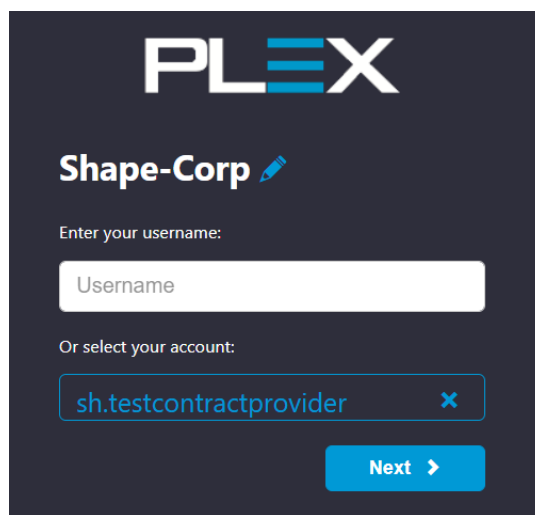 PLEX
Shape-Corp
Enter your username:
Username
Or select your account:
sh.testcontractprovider
Next